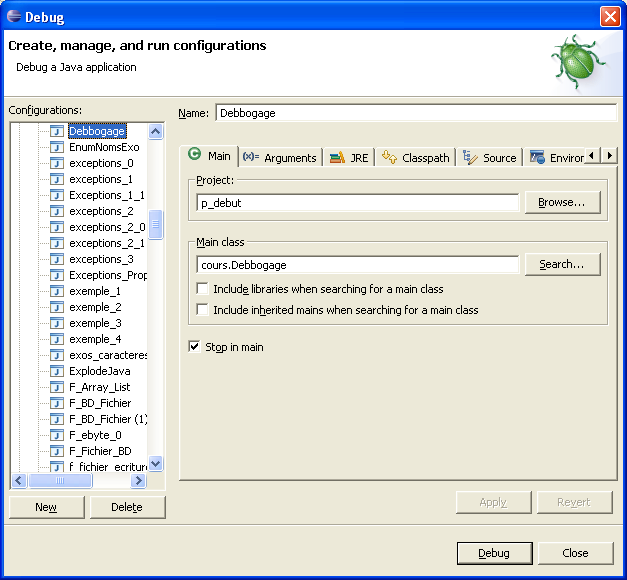 Debug
Create, manage, and run configurations
Debug a Java application
Configurations:
Debbogage
EnumNomsExo
exceptions_0
exceptions_1
Exceptions_1_1
exceptions_2
exceptions_2_0
exceptions_2_1
exceptions_3
Exceptions_Prop
exemple_1
exemple_2
exemple_3
exemple_4
exos_caracteres
ExplodeJava
F_Array_List
F_BD_Fichier
F_BD_Fichier (1)
F_ebyte_0
F_Fichier_BD
f_fichier_ecriture
New
Delete
Name: Debbogage
Main
(x)= Arguments
JRE
Classpath
Source
Environ
Project:
p_debut
Browse...
Main class
cours.Debbogage
Search...
Include libraries when searching for a main class
Include inherited mains when searching for a main class
Stop in main
Apply
Revert
Debug
Close